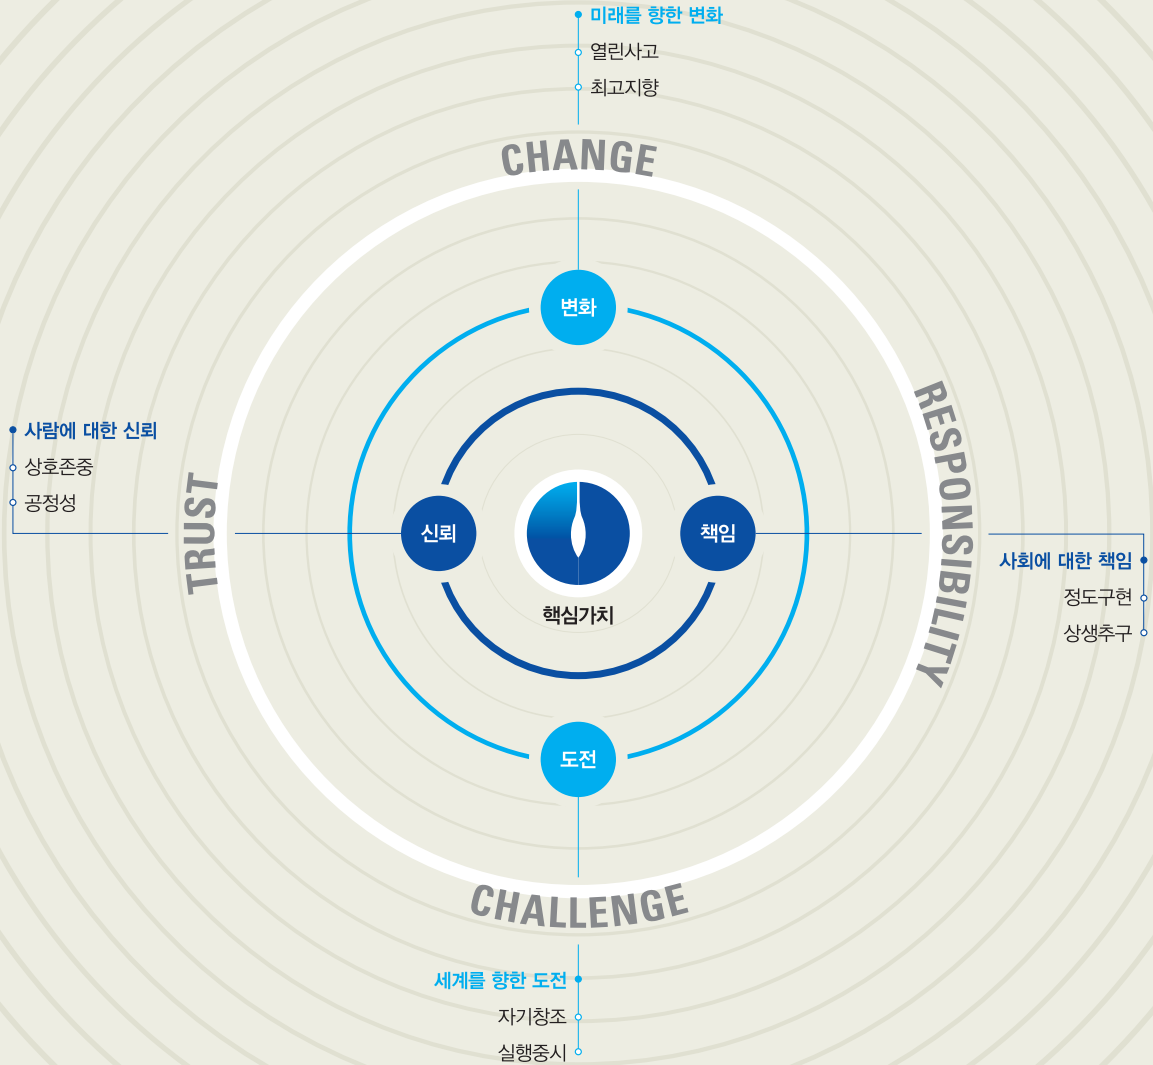 미래를 향한 변화
열린사고
최고지향
CHANGE
변화
사람에 대한 신뢰
상호존중
공정성
TRUST
신뢰
핵심가치
책임
RESPONSIBILITY
사회에 대한 책임
정도구현
상생추구
도전
CHALLENGE
세계를 향한 도전
자기창조
실행중시